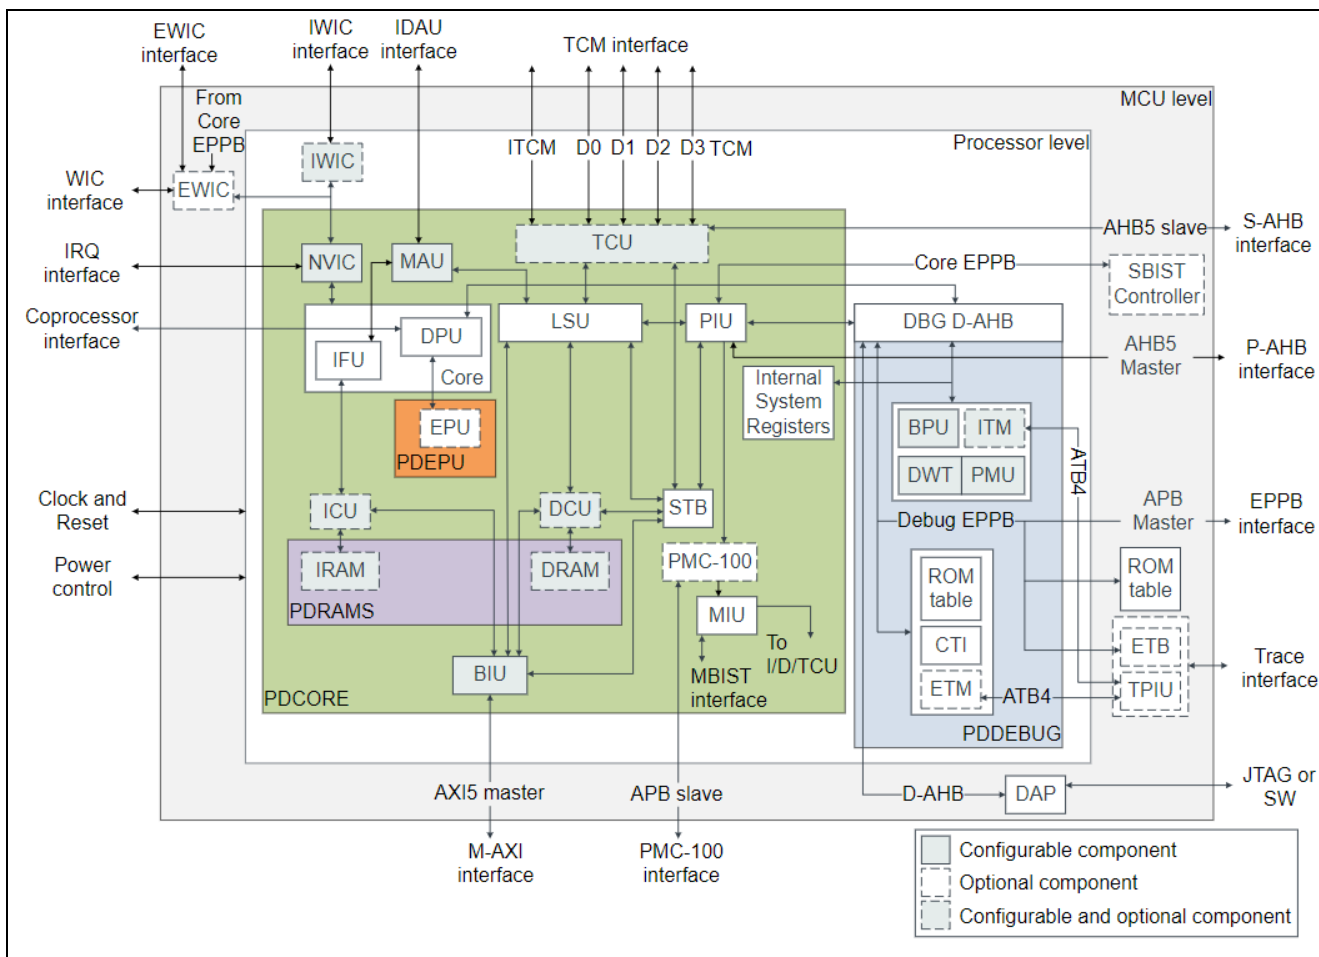 EWIC
interface
IWIC
interface
IDAU
interface
TCM interface
MCU level
From
Core
EPPB
Processor level
ITCM
D0
D1
D2
D3
TCM
IWIC
WIC
interface
EWIC
AHB5 slave
S-AHB
interface
TCU
IRQ
interface
NVIC
MAU
Core EPPB
SBIST
Controller
Coprocessor
interface
DPU
IFU
Core
LSU
PIU
DBG D-AHB
AHB5
Master
P-AHB
interface
Internal
System
Registers
EPU
PDEPU
BPU
ITM
DWT
PMU
ATB4
Clock and
Reset
ICU
DCU
STB
Debug EPPB
APB
Master
EPPB
interface
Power
control
IRAM
DRAM
PDRAMS
PMC-100
MIU
To
I/D/TCU
MBIST
interface
ROM
table
CTI
ETM
ATB4
ROM
table
ETB
TPIU
Trace
interface
BIU
PDCORE
PDDEBUG
AXI5 master
APB slave
D-AHB
DAP
JTAG or
SW
M-AXI
interface
PMC-100
interface
Configurable component
Optional component
Configurable and optional component